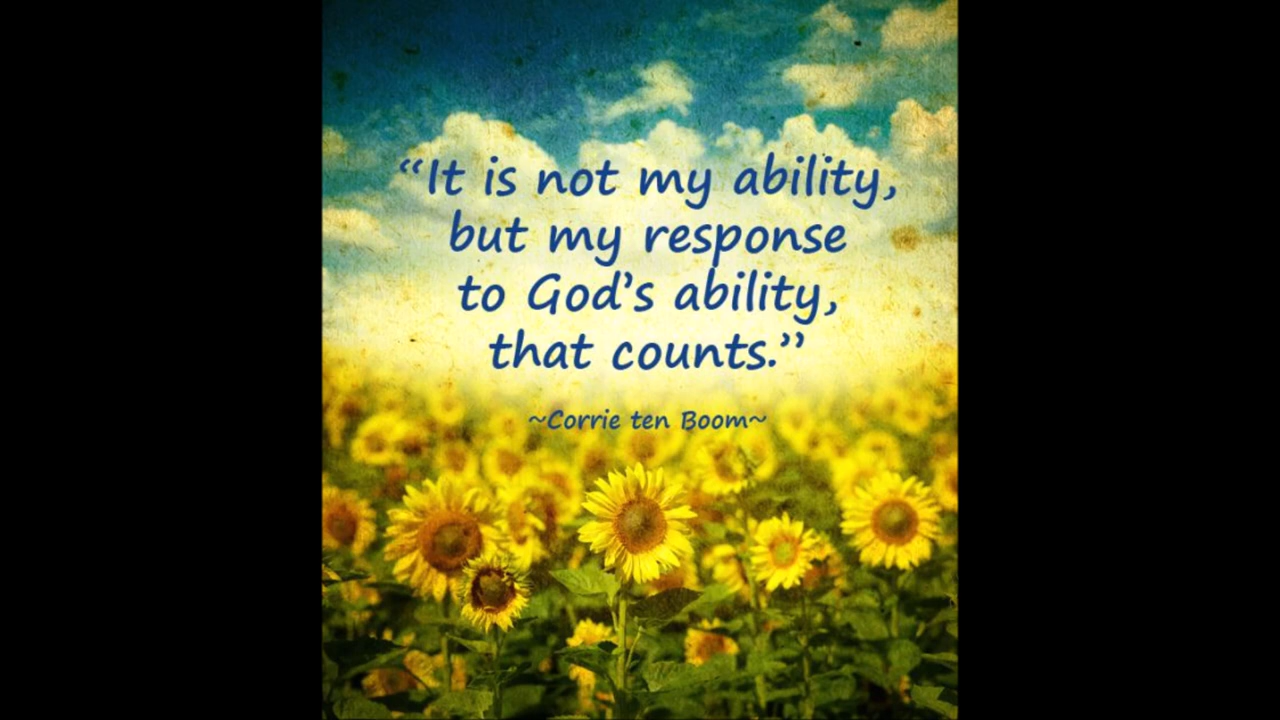 “It is not my ability,
but my response
to God’s ability,
that counts.”
~Corrie ten Boom~